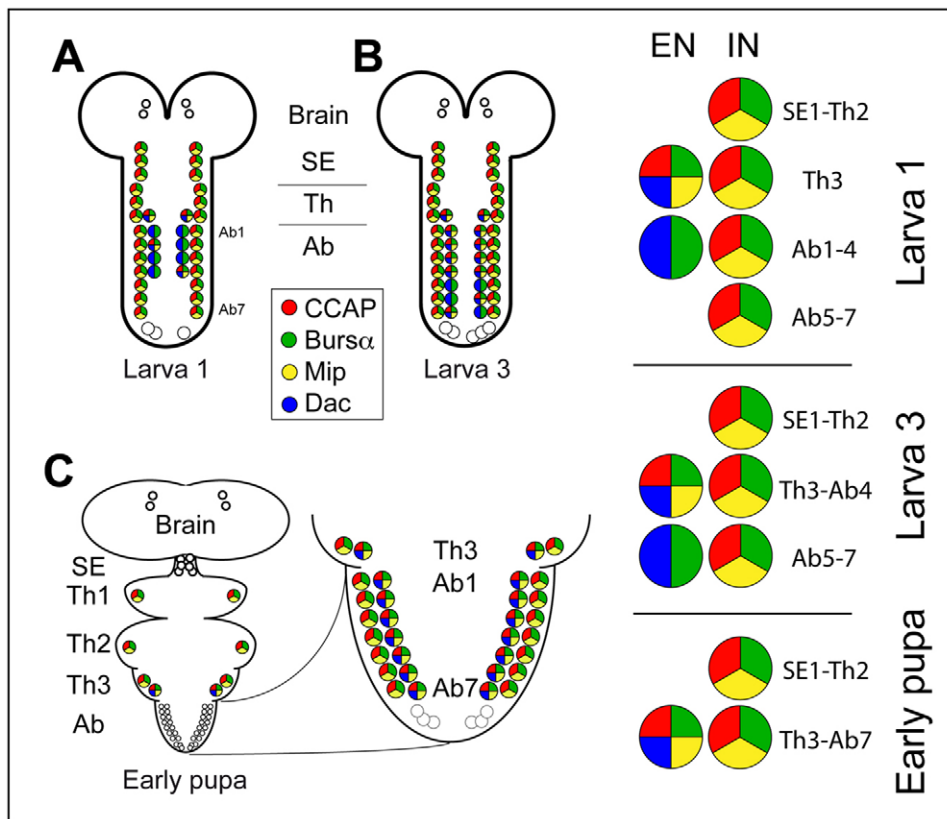 A
B
Brain
SE
Th
Ab
Ab1
Ab7
Larva 1
Larva 3
CCAP
Bursα
Mip
Dac
C
Brain
SE
Th1
Th2
Th3
Ab
Early pupa
Th3
Ab1
Ab7
EN IN
SE1-Th2
Th3
Ab1-4
Ab5-7
Larva 1
SE1-Th2
Th3-Ab4
Ab5-7
Larva 3
SE1-Th2
Th3-Ab7
Early pupa